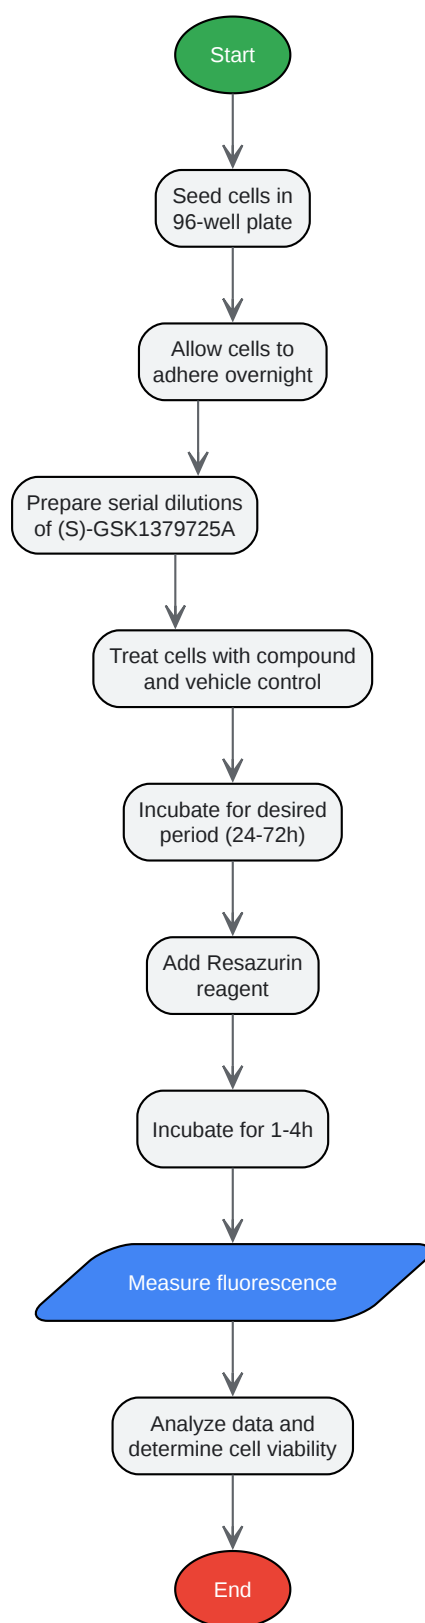 Start
Seed cells in
96-well plate
Allow cells to
adhere overnight
Prepare serial dilutions
of (S)-GSK1379725A
Treat cells with compound
and vehicle control
Incubate for desired
period (24-72h)
Add Resazurin
reagent
Incubate for 1-4h
Measure fluorescence
Analyze data and
determine cell viability
End